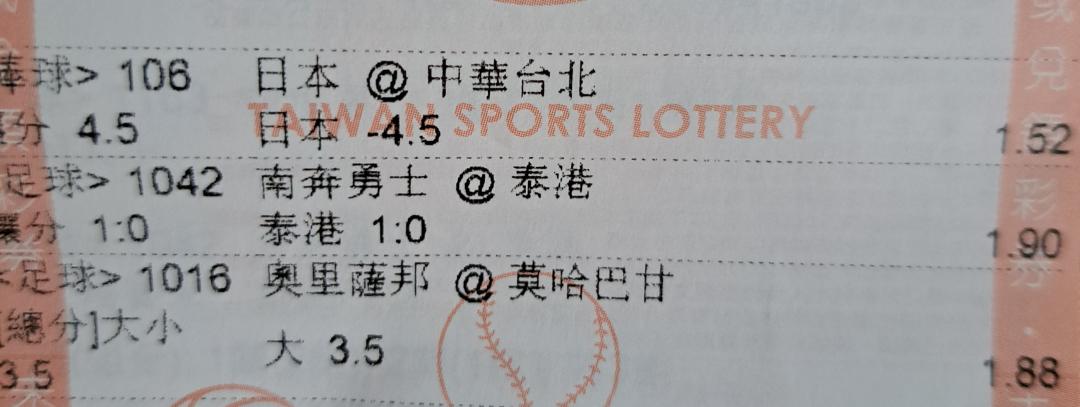 棒球> 106 日本 @ 中華台北
讓分 4.5 日本 -4.5 1.52
TAIWAN SPORTS LOTTERY
足球> 1042 南奔勇士 @ 泰港
讓分 1:0 泰港 1:0 1.90
<足球> 1016 奧里薩邦 @ 莫哈巴甘
[總分]大小
大 3.5
3.5 1.88